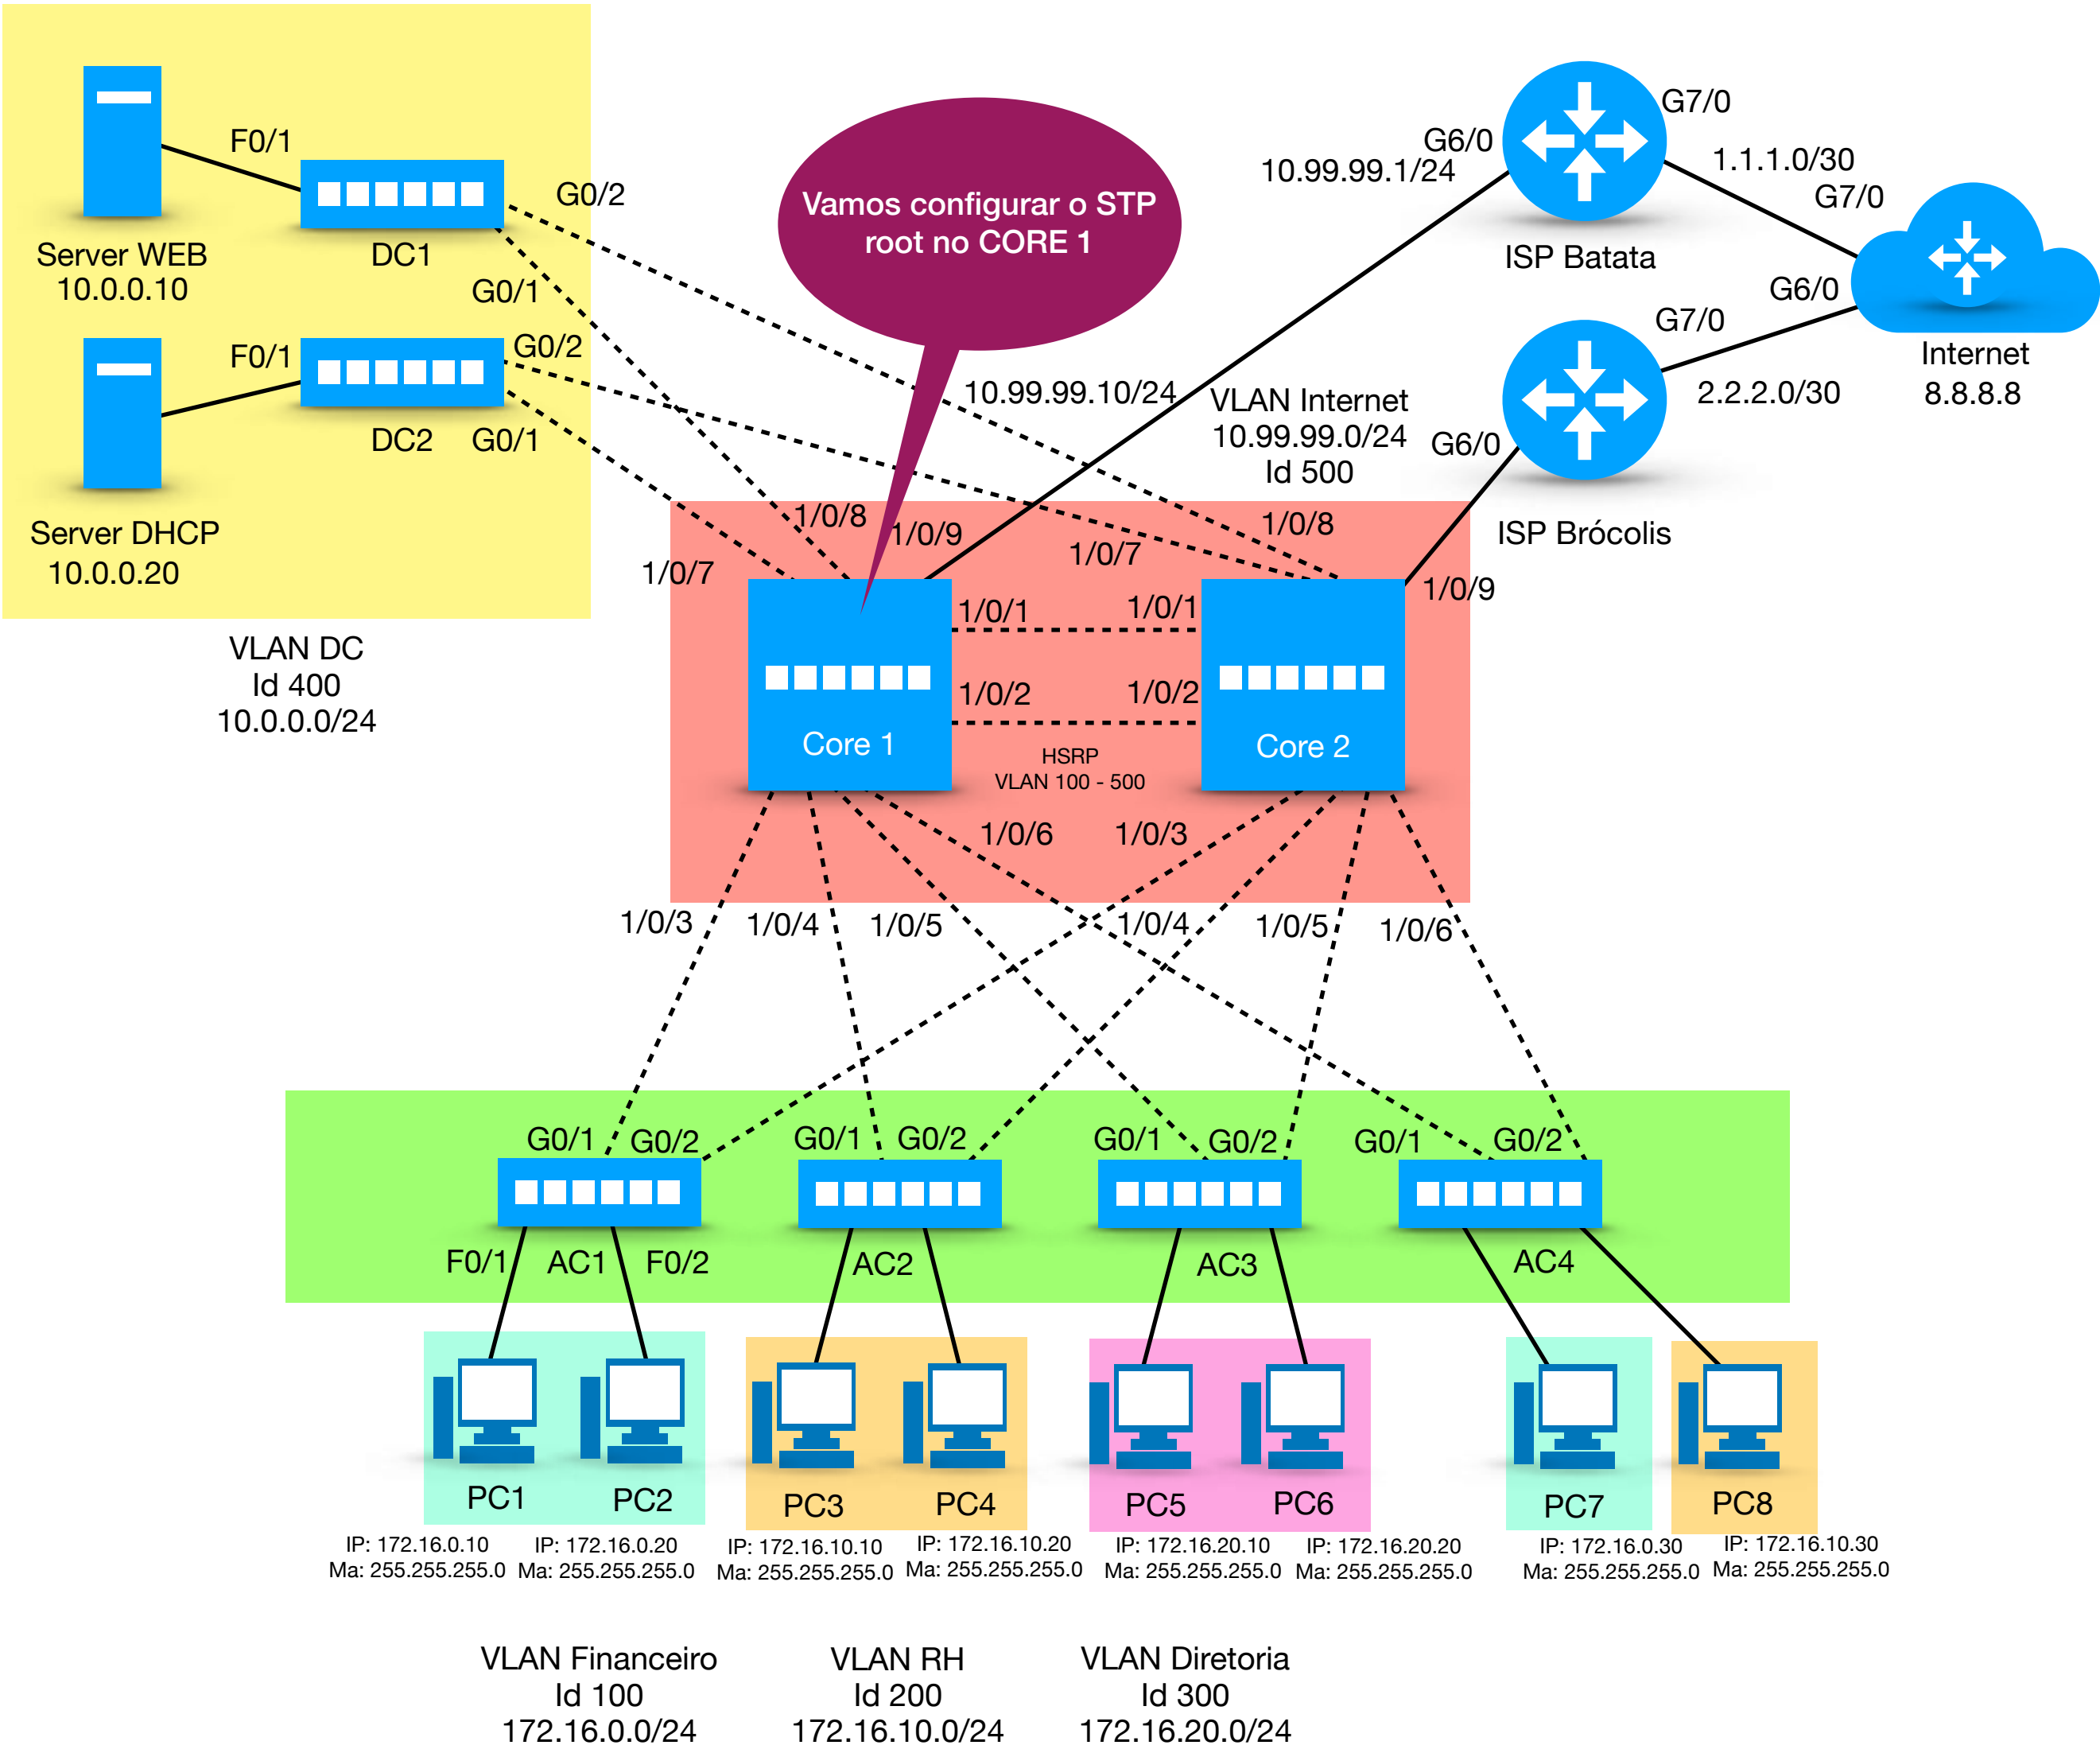 F0/1
G0/2
Server WEB
10.0.0.10
DC1
G0/1
F0/1
G0/2
DC2
G0/1
Server DHCP
10.0.0.20
VLAN DC
Id 400
10.0.0.0/24
Vamos configurar o STP
root no CORE 1
G6/0
10.99.99.1/24
G7/0
1.1.1.0/30
G7/0
ISP Batata
G6/0
G7/0
Internet
8.8.8.8
2.2.2.0/30
10.99.99.10/24
VLAN Internet
10.99.99.0/24
Id 500
G6/0
ISP Brócolis
1/0/8
1/0/9
1/0/7
1/0/7
1/0/8
1/0/9
1/0/1
1/0/1
1/0/2
1/0/2
Core 1
Core 2
HSRP
VLAN 100 - 500
1/0/6
1/0/3
1/0/3
1/0/4
1/0/5
1/0/4
1/0/5
1/0/6
G0/1
G0/2
G0/1
G0/2
G0/1
G0/2
G0/1
G0/2
F0/1
AC1
F0/2
AC2
AC3
AC4
PC1
PC2
PC3
PC4
PC5
PC6
PC7
PC8
IP: 172.16.0.10
Ma: 255.255.255.0
IP: 172.16.0.20
Ma: 255.255.255.0
IP: 172.16.10.10
Ma: 255.255.255.0
IP: 172.16.10.20
Ma: 255.255.255.0
IP: 172.16.20.10
Ma: 255.255.255.0
IP: 172.16.20.20
Ma: 255.255.255.0
IP: 172.16.0.30
Ma: 255.255.255.0
IP: 172.16.10.30
Ma: 255.255.255.0
VLAN Financeiro
Id 100
172.16.0.0/24
VLAN RH
Id 200
172.16.10.0/24
VLAN Diretoria
Id 300
172.16.20.0/24